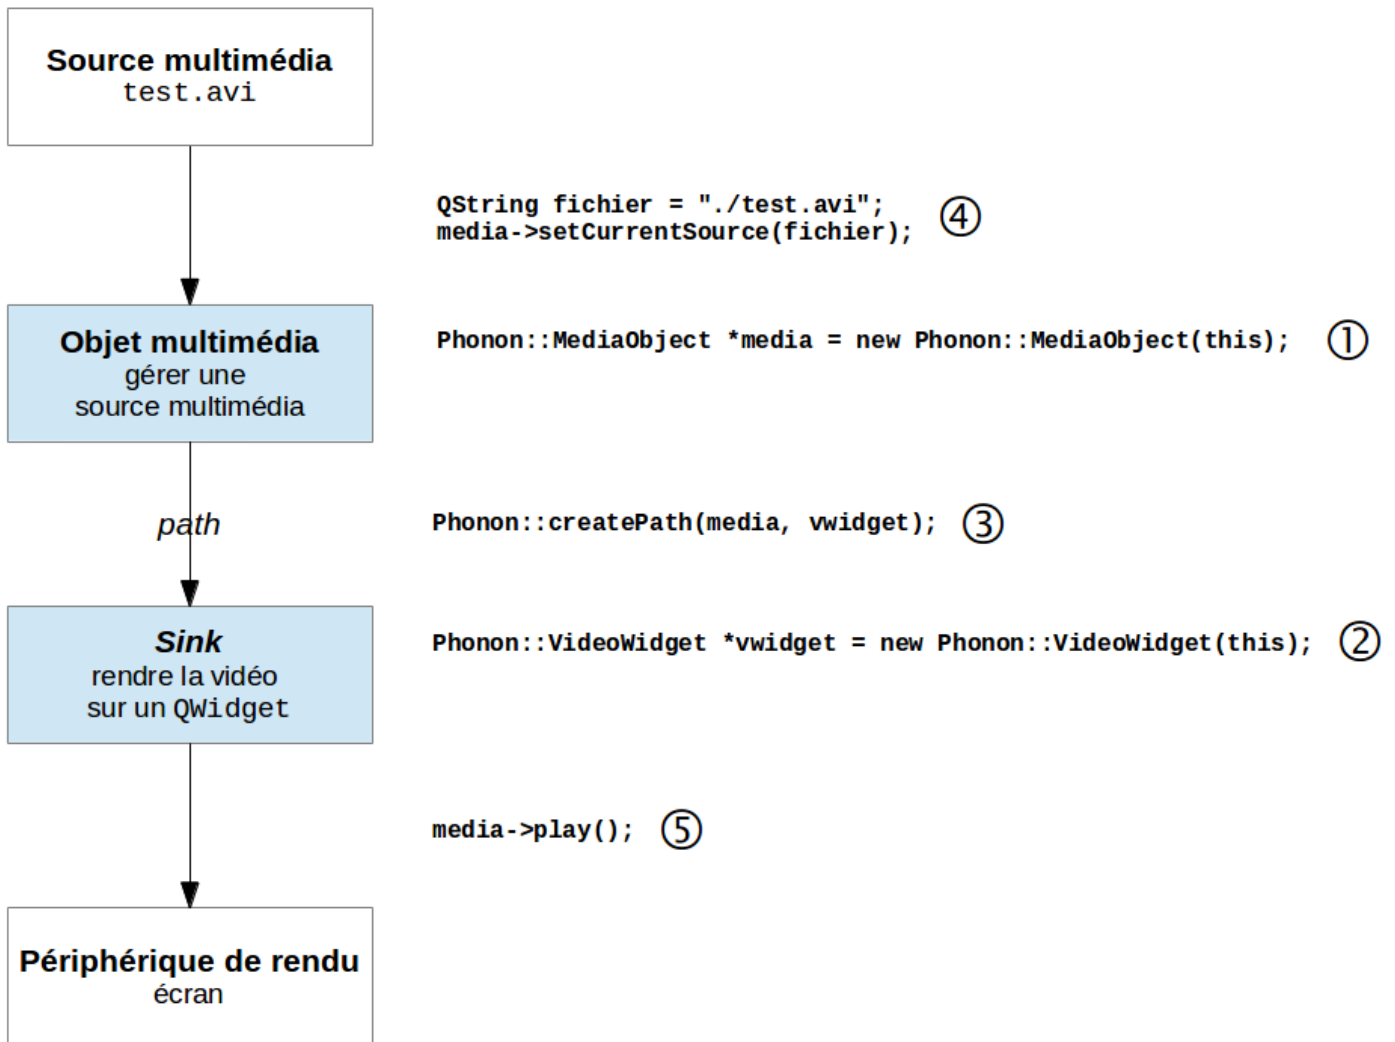 Source multimédia
test.avi
QString fichier = "./test.avi";
media->setCurrentSource(fichier);
④
Objet multimédia
gérer une
source multimédia
Phonon::MediaObject *media = new Phonon::MediaObject(this); ①
path
Phonon::createPath(media, vwidget); ③
Sink
rendre la vidéo
sur un QWidget
Phonon::VideoWidget *vwidget = new Phonon::VideoWidget(this); ②
media->play(); ⑤
Périphérique de rendu
écran